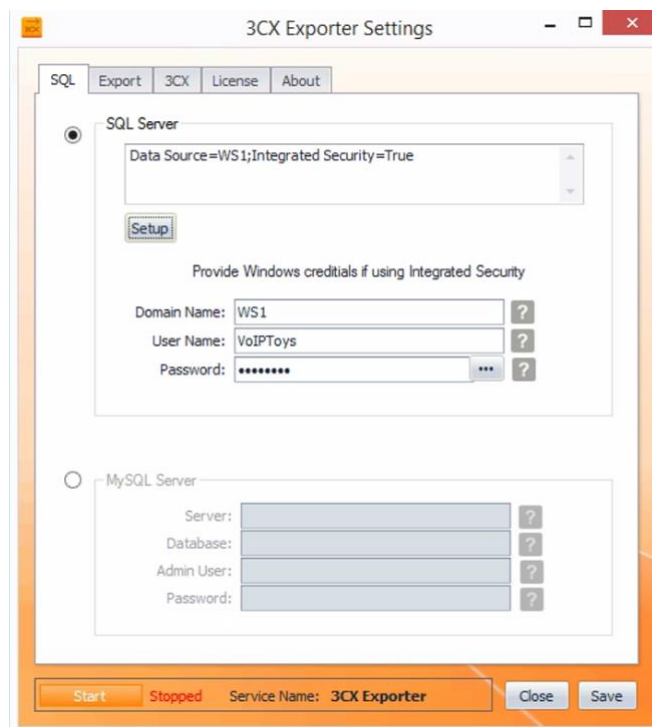 3CX Exporter Settings
SQL Export 3CX License About
SQL Server
Data Source=WS1;Integrated Security=True
Setup
Provide Windows creditials if using Integrated Security
Domain Name: WS1 ?
User Name: VoIPToys ?
Password: •••••••• ••• ?
MySQL Server
Server: ?
Database: ?
Admin User: ?
Password: ?
Start Stopped Service Name: 3CX Exporter Close Save